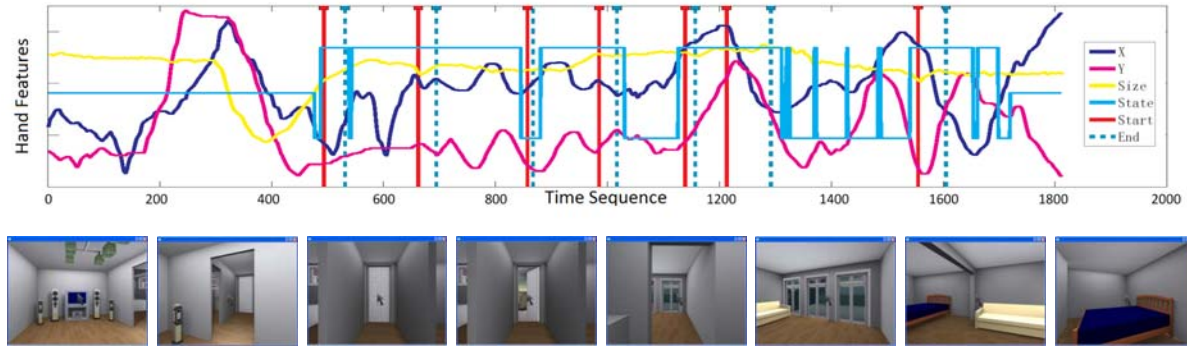 Hand Features
X
Y
Size
State
Start
End
0
200
400
600
800
1000
1200
1400
1600
1800
2000
Time Sequence